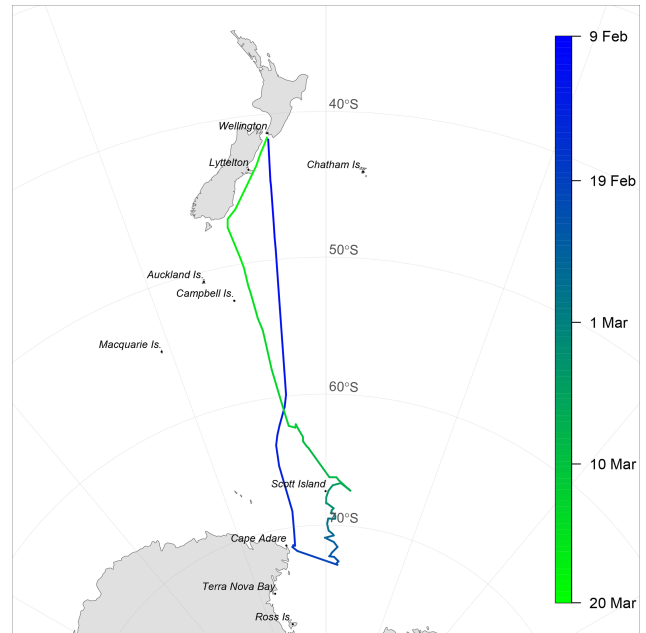 9 Feb
40°S
Wellington
Lyttelton
Chatham Is.
19 Feb
50°S
Auckland Is.
Campbell Is.
1 Mar
Macquarie Is.
60°S
10 Mar
Scott Island
70°S
Cape Adare
Terra Nova Bay
20 Mar
Ross Is.